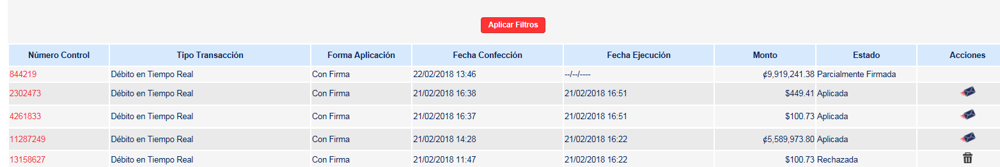 Aplicar Filtros
Número Control Tipo Transacción Forma Aplicación Fecha Confección Fecha Ejecución Monto Estado Acciones
844219 Débito en Tiempo Real Con Firma 22/02/2018 13:46 --/--/---- ¢9,919,241.38 Parcialmente Firmada
2302473 Débito en Tiempo Real Con Firma 21/02/2018 16:38 21/02/2018 16:51 $449.41 Aplicada
4261833 Débito en Tiempo Real Con Firma 21/02/2018 16:37 21/02/2018 16:51 $100.73 Aplicada
11287249 Débito en Tiempo Real Con Firma 21/02/2018 14:28 21/02/2018 16:22 ¢5,589,973.80 Aplicada
13158627 Débito en Tiempo Real Con Firma 21/02/2018 11:47 21/02/2018 16:22 $100.73 Rechazada